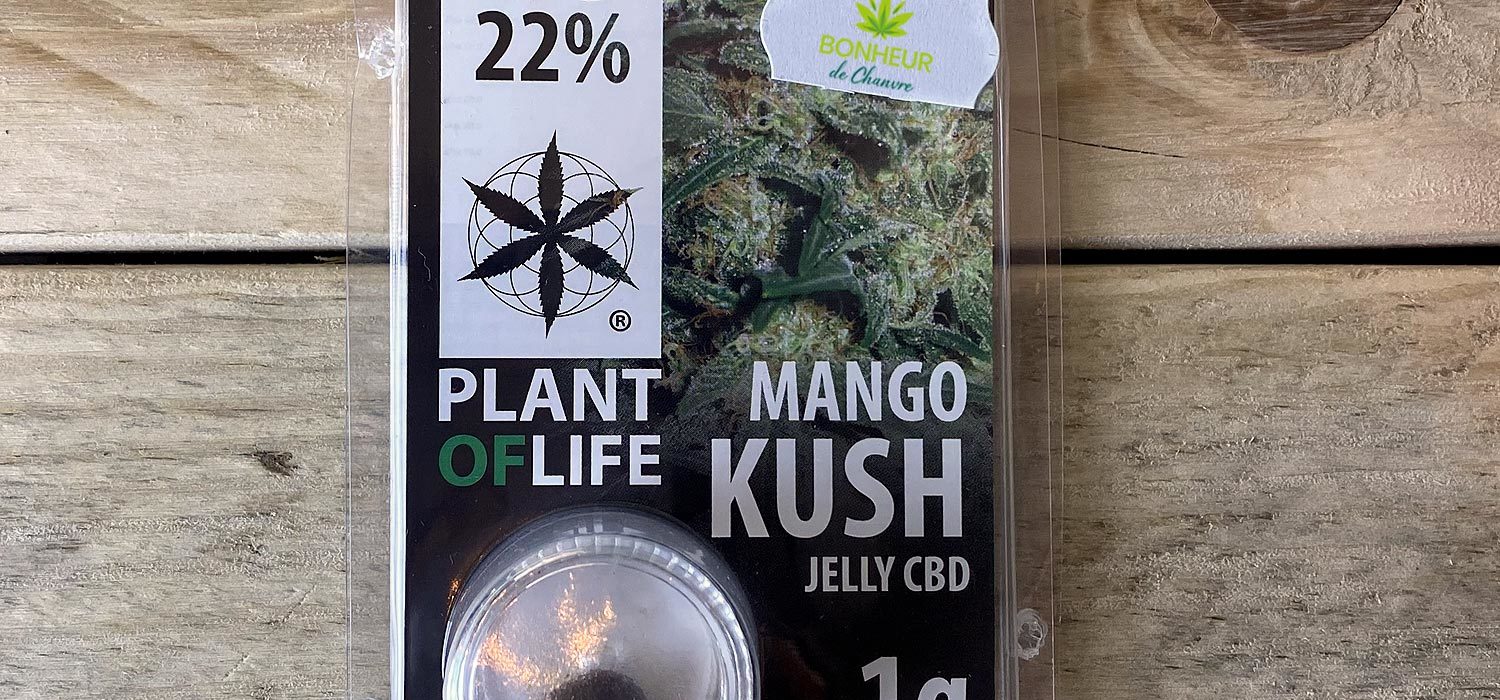 22%
BONHEUR
de Chanvre
®
PLANT
OFLIFE
MANGO
KUSH
JELLY CBD
1g